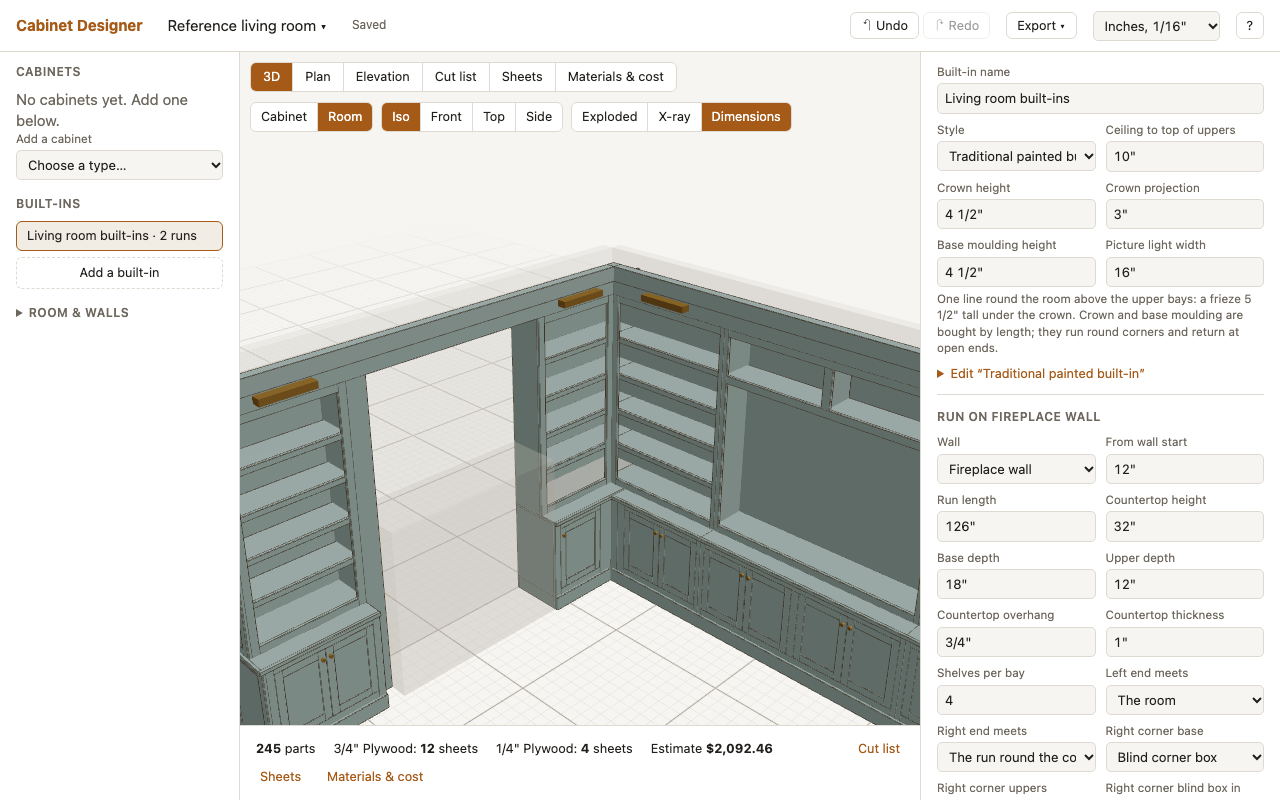 Cabinet Designer
Reference living room ▾
Saved
Undo
Redo
Export ▾
Inches, 1/16"
?
CABINETS
No cabinets yet. Add one
below.
Add a cabinet
Choose a type...
BUILT-INS
Living room built-ins · 2 runs
Add a built-in
ROOM & WALLS
3D
Plan
Elevation
Cut list
Sheets
Materials & cost
Cabinet
Room
Iso
Front
Top
Side
Exploded
X-ray
Dimensions
245 parts
3/4" Plywood: 12 sheets
1/4" Plywood: 4 sheets
Estimate $2,092.46
Cut list
Sheets
Materials & cost
Built-in name
Living room built-ins
Style
Ceiling to top of uppers
Traditional painted bu
10"
Crown height
Crown projection
4 1/2"
3"
Base moulding height
Picture light width
4 1/2"
16"
One line round the room above the upper bays: a frieze 5
1/2" tall under the crown. Crown and base moulding are
bought by length; they run round corners and return at
open ends.
Edit “Traditional painted built-in”
RUN ON FIREPLACE WALL
Wall
From wall start
Fireplace wall
12"
Run length
Countertop height
126"
32"
Base depth
Upper depth
18"
12"
Countertop overhang
Countertop thickness
3/4"
1"
Shelves per bay
Left end meets
4
The room
Right end meets
Right corner base
The run round the co
Blind corner box
Right corner uppers
Right corner blind box in